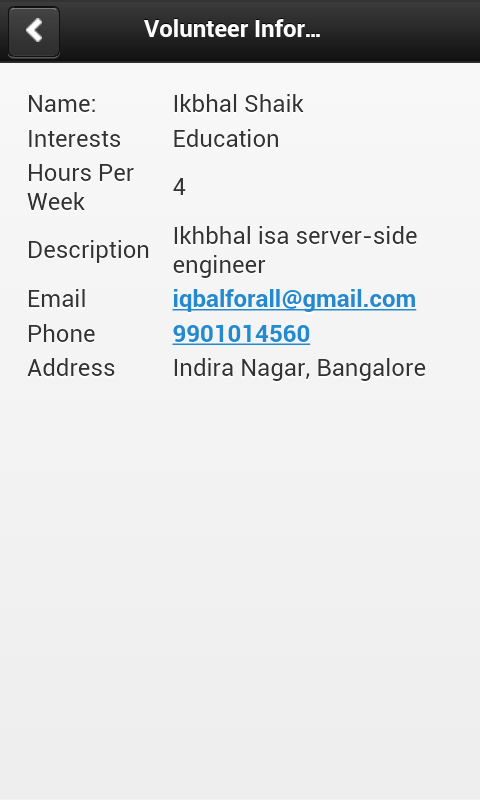 Volunteer Infor...
Name: Ikbhal Shaik
Interests Education
Hours Per Week 4
Description Ikhbhal isa server-side engineer
Email iqbalforall@gmail.com
Phone 9901014560
Address Indira Nagar, Bangalore